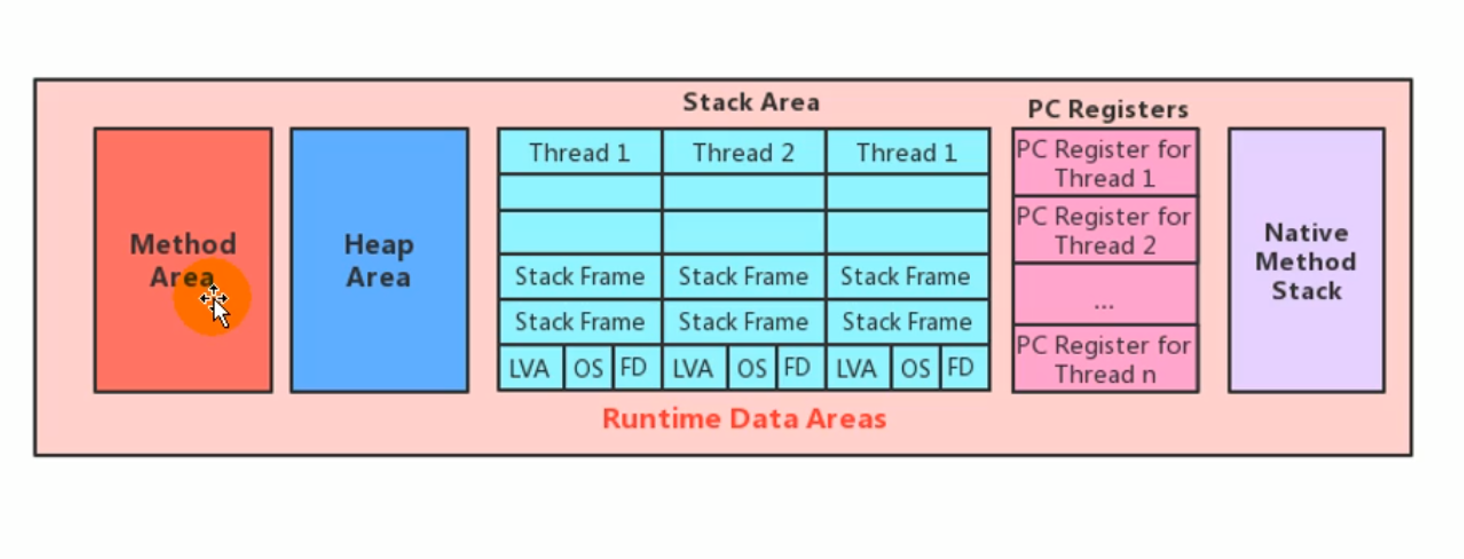 Stack Area
PC Registers
Method
Area
Heap
Area
Thread 1
Thread 2
Thread 1
Stack Frame
Stack Frame
Stack Frame
Stack Frame
Stack Frame
Stack Frame
LVA
OS
FD
LVA
OS
FD
LVA
OS
FD
PC Register for
Thread 1
PC Register for
Thread 2
...
PC Register for
Thread n
Native
Method
Stack
Runtime Data Areas